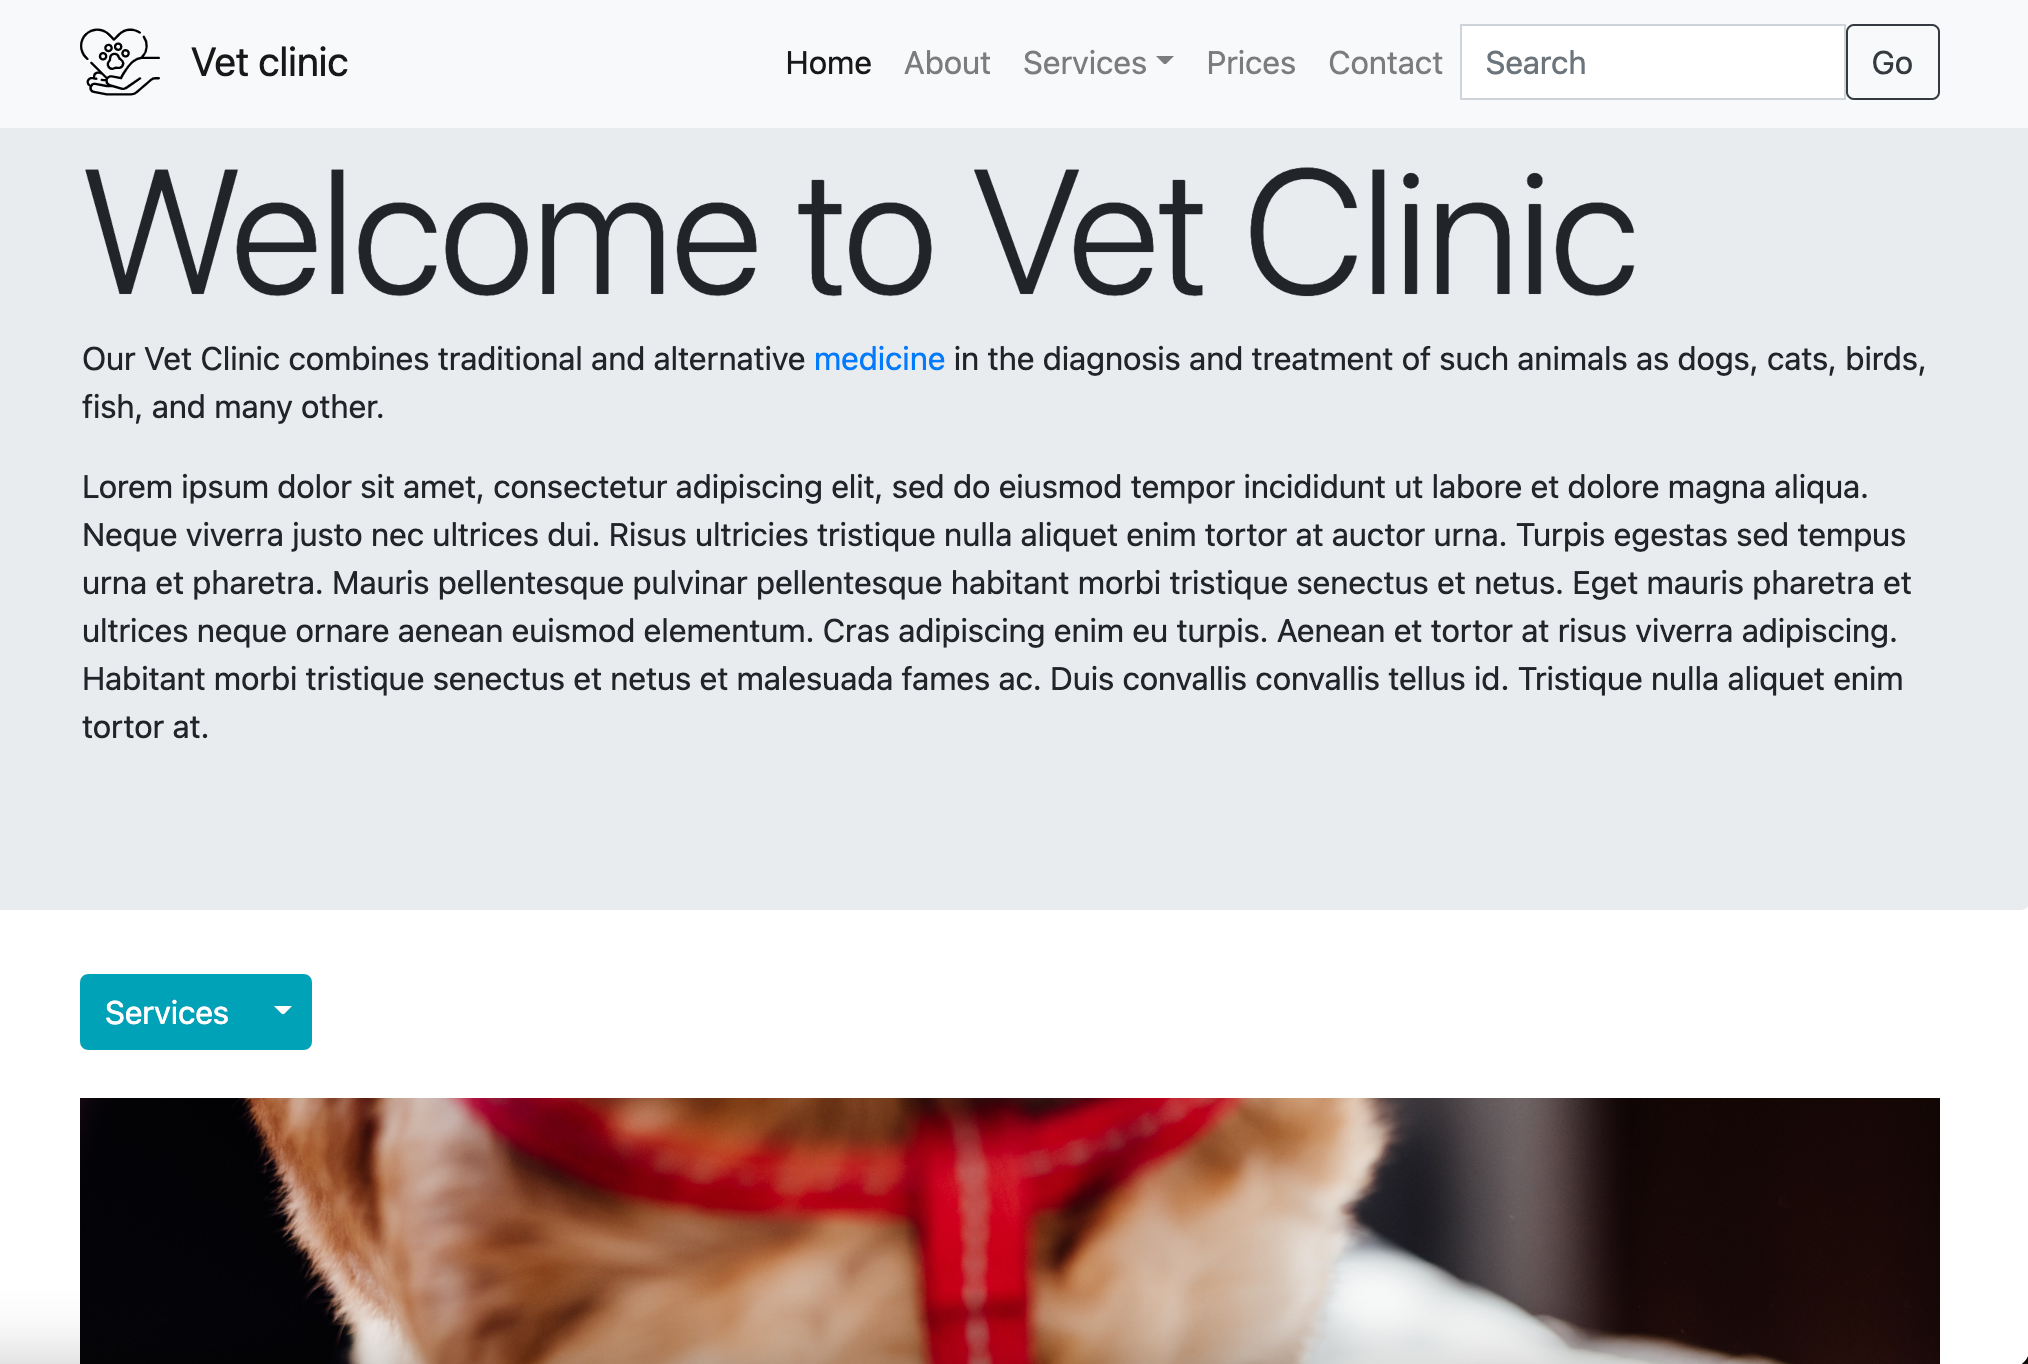 Vet clinic
Home About Services Prices Contact Search Go
Welcome to Vet Clinic
Our Vet Clinic combines traditional and alternative medicine in the diagnosis and treatment of such animals as dogs, cats, birds,
fish, and many other.
Lorem ipsum dolor sit amet, consectetur adipiscing elit, sed do eiusmod tempor incididunt ut labore et dolore magna aliqua.
Neque viverra justo nec ultrices dui. Risus ultricies tristique nulla aliquet enim tortor at auctor urna. Turpis egestas sed tempus
urna et pharetra. Mauris pellentesque pulvinar pellentesque habitant morbi tristique senectus et netus. Eget mauris pharetra et
ultrices neque ornare aenean euismod elementum. Cras adipiscing enim eu turpis. Aenean et tortor at risus viverra adipiscing.
Habitant morbi tristique senectus et netus et malesuada fames ac. Duis convallis convallis tellus id. Tristique nulla aliquet enim
tortor at.
Services